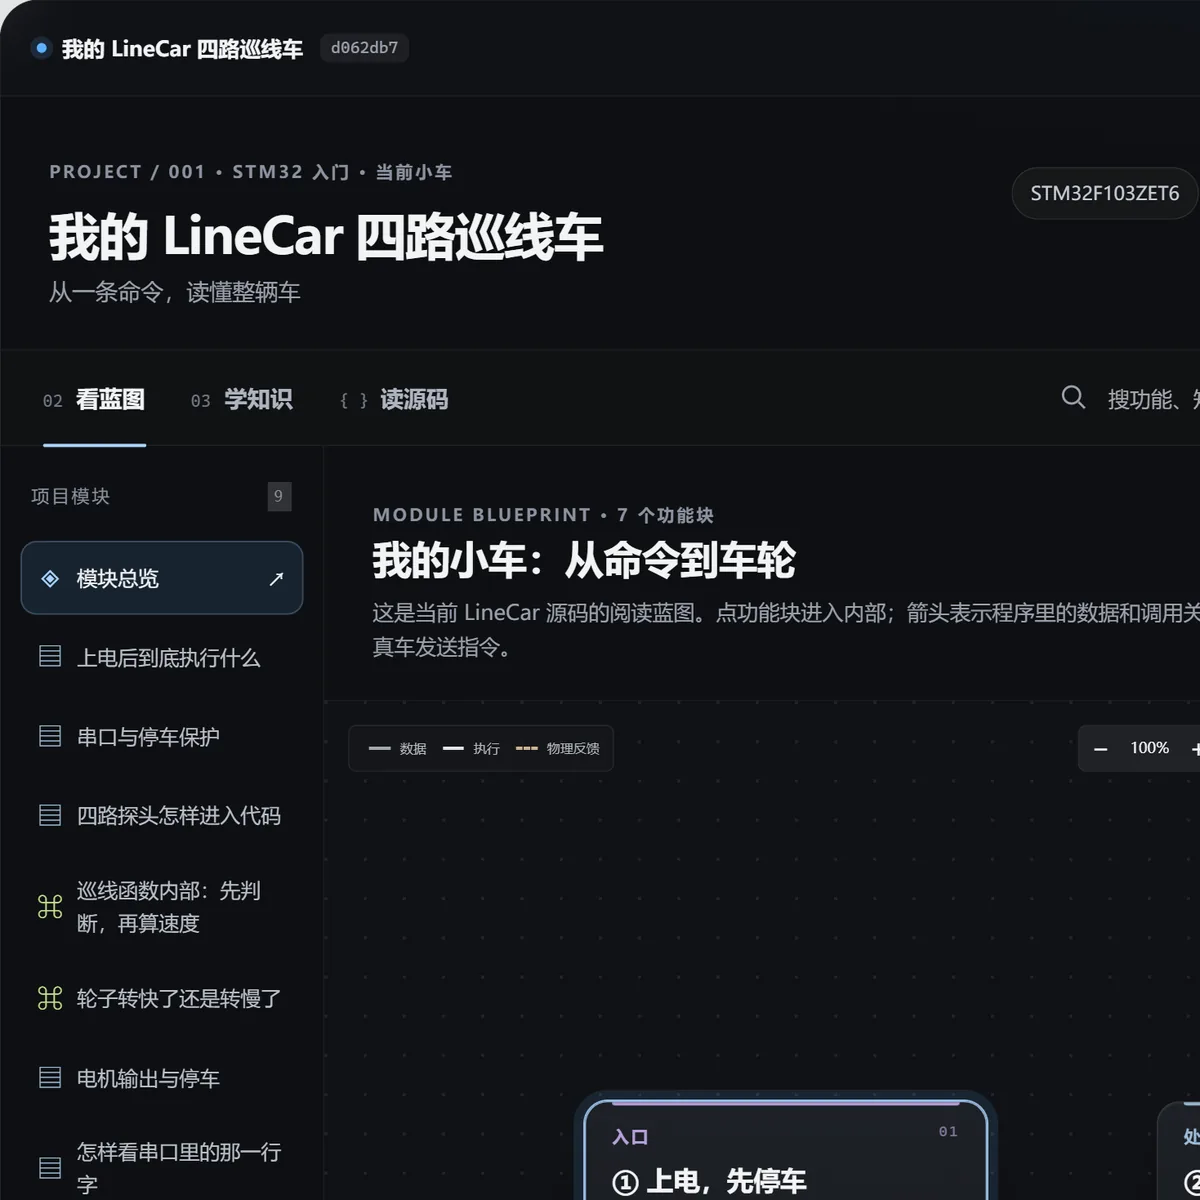 我的 LineCar 四路巡线车
d062db7
PROJECT / 001 • STM32 入门 • 当前小车
STM32F103ZET6
我的 LineCar 四路巡线车
从一条命令，读懂整辆车
02 看蓝图
03 学知识
{ } 读源码
搜功能、
项目模块
9
模块总览
上电后到底执行什么
串口与停车保护
四路探头怎样进入代码
巡线函数内部：先判
断，再算速度
轮子转快了还是转慢了
电机输出与停车
怎样看串口里的那一行
字
MODULE BLUEPRINT • 7 个功能块
我的小车：从命令到车轮
这是当前 LineCar 源码的阅读蓝图。点功能块进入内部；箭头表示程序里的数据和调用关
真车发送指令。
数据
执行
物理反馈
− 100% +
入口
01
① 上电，先停车